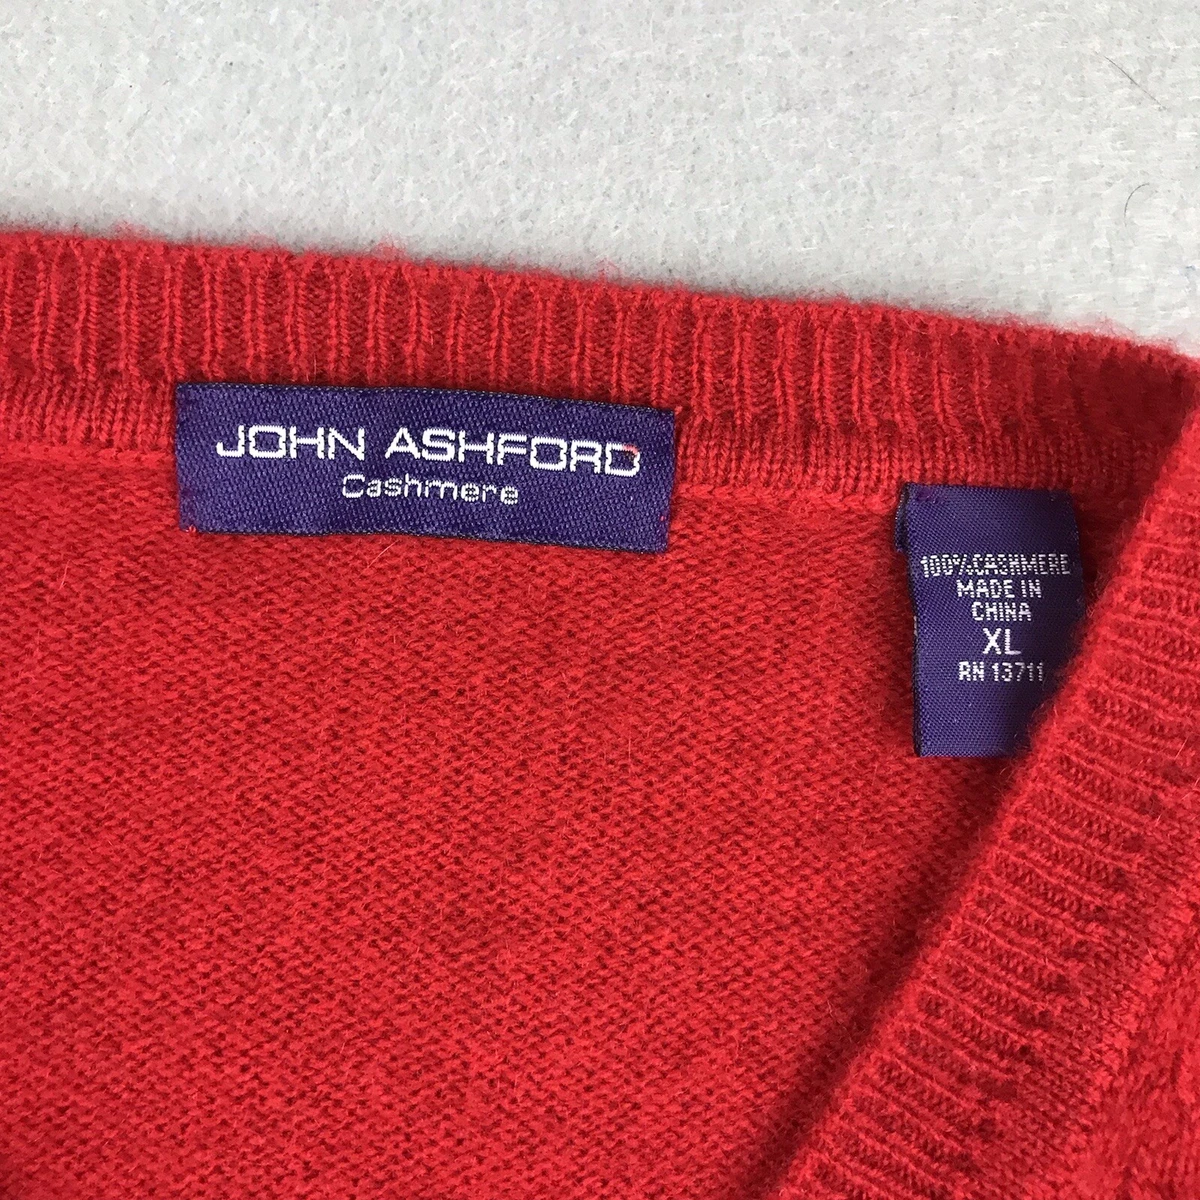 JOHN ASHFORD
Cashmere
100% CASHMERE
MADE IN
CHINA
XL
RN 13711